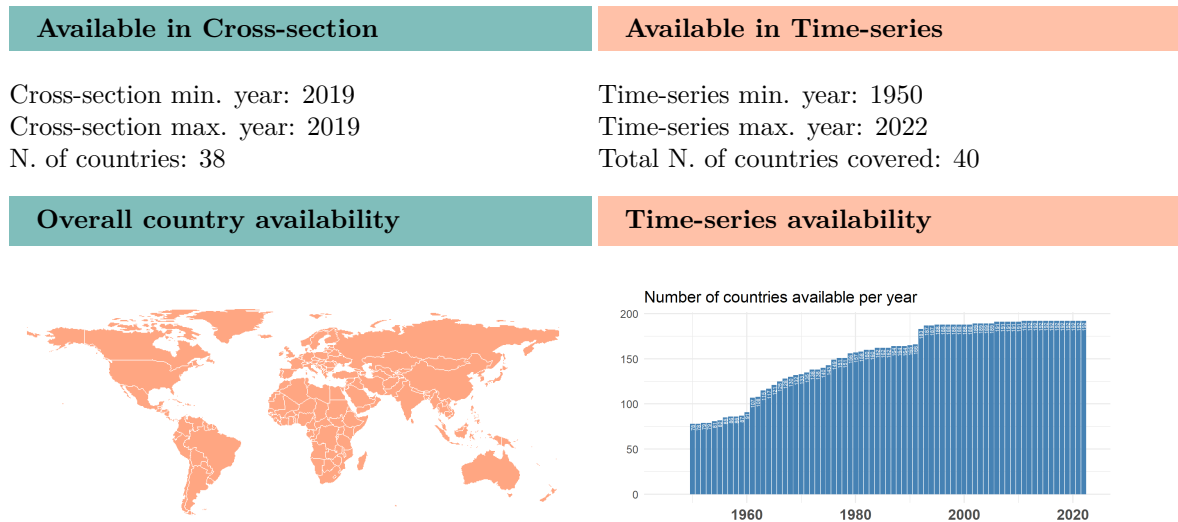 Available in Cross-section
Available in Time-series
Cross-section min. year: 2019
Cross-section max. year: 2019
N. of countries: 38
Time-series min. year: 1950
Time-series max. year: 2022
Total N. of countries covered: 40
Overall country availability
Time-series availability
Number of countries available per year
200
150
100
50
0
1960 1980 2000 2020